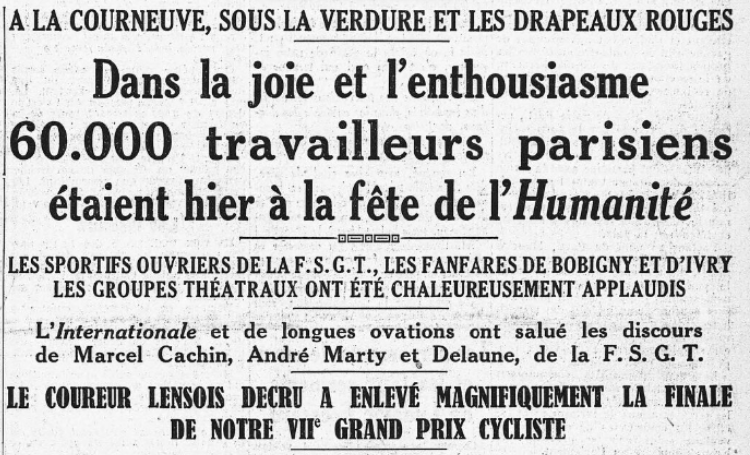 A LA COURNEUVE, SOUS LA VERDURE ET LES DRAPEAUX ROUGES
Dans la joie et l'enthousiasme
60.000 travailleurs parisiens
étaient hier à la fête de l'Humanité
LES SPORTIFS OUVRIERS DE LA F.S.G.T., LES FANFARES DE BOBIGNY ET D'IVRY
LES GROUPES THÉATRAUX ONT ÉTÉ CHALEUREUSEMENT APPLAUDIS
L'Internationale et de longues ovations ont salué les discours
de Marcel Cachin, André Marty et Delaune, de la F. S. G. T.
LE COUREUR LENSOIS DECRU A ENLEVÉ MAGNIFIQUEMENT LA FINALE
DE NOTRE VIIe GRAND PRIX CYCLISTE